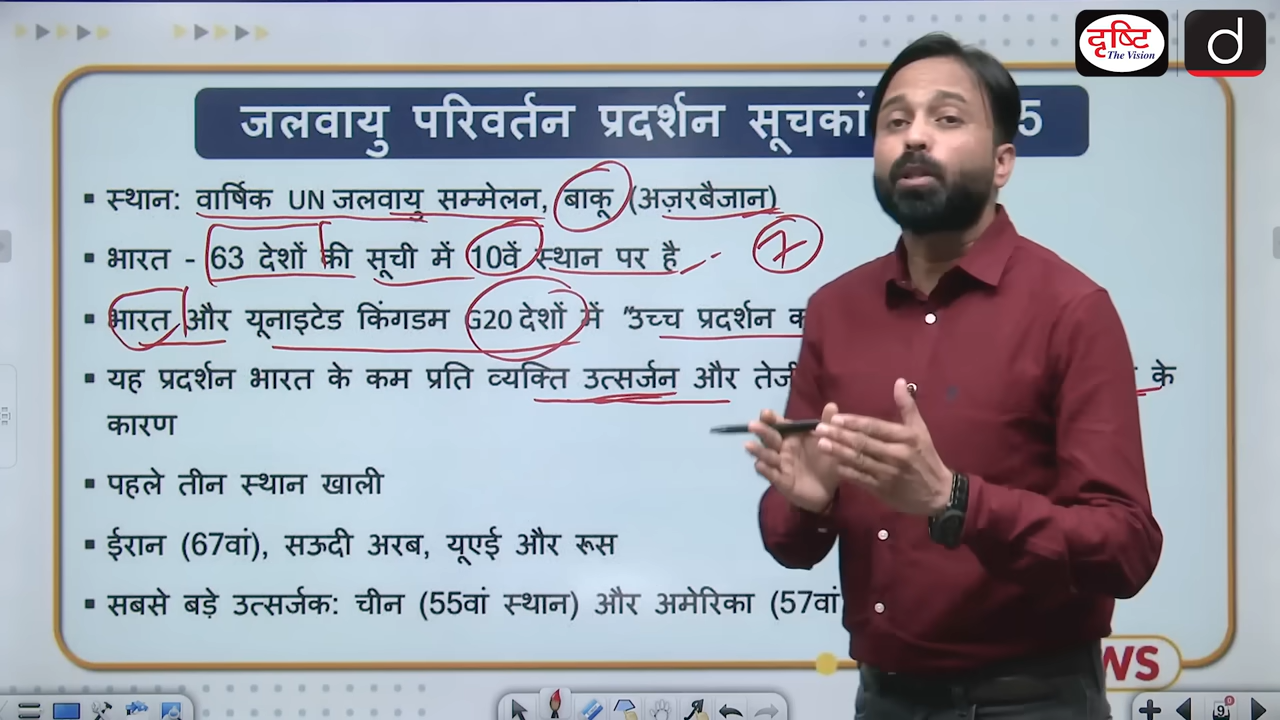 दृष्टि
The Vision
d
जलवायु परिवर्तन प्रदर्शन सूचकां 5
▪ स्थान: वार्षिक UN जलवायु सम्मेलन, बाकू (अज़रबैजान)
▪ भारत - 63 देशों की सूची में 10वें स्थान पर है
7
▪ भारत और यूनाइटेड किंगडम G20 देशों में "उच्च प्रदर्शन
▪ यह प्रदर्शन भारत के कम प्रति व्यक्ति उत्सर्जन और के
कारण
▪ पहले तीन स्थान खाली
▪ ईरान (67वां), सऊदी अरब, यूएई और रूस
▪ सबसे बड़े उत्सर्जक: चीन (55वां स्थान) और अमेरिका (57वां
WS
9